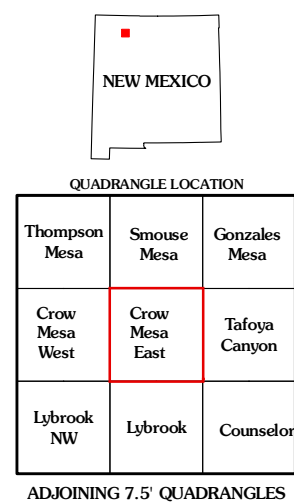 NEW MEXICO
QUADRANGLE LOCATION
Thompson
Mesa
Smouse
Mesa
Gonzales
Mesa
Crow
Mesa
West
Crow
Mesa
East
Tafoya
Canyon
Lybrook
NW
Lybrook
Counselor
ADJOINING 7.5' QUADRANGLES